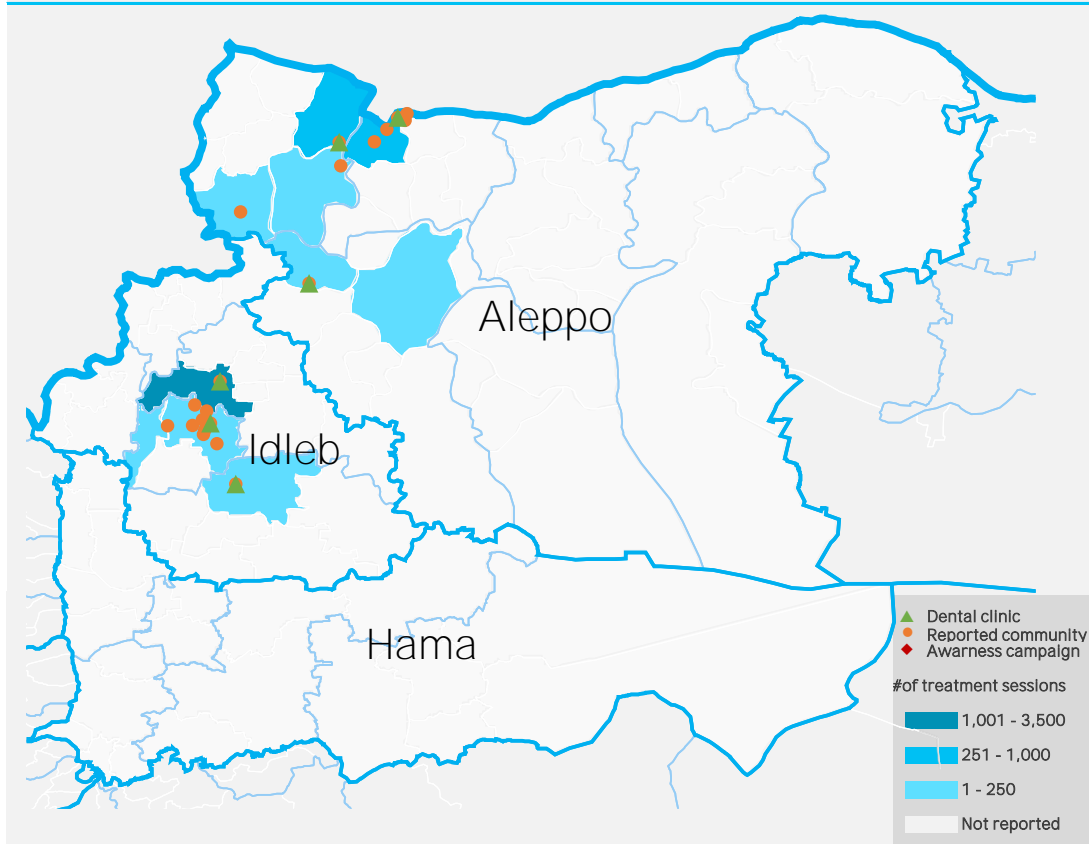 Aleppo
Idleb
Hama
Dental clinic
Reported community
Awarness campaign
#of treatment sessions
1,001 - 3,500
251 - 1,000
1 - 250
Not reported